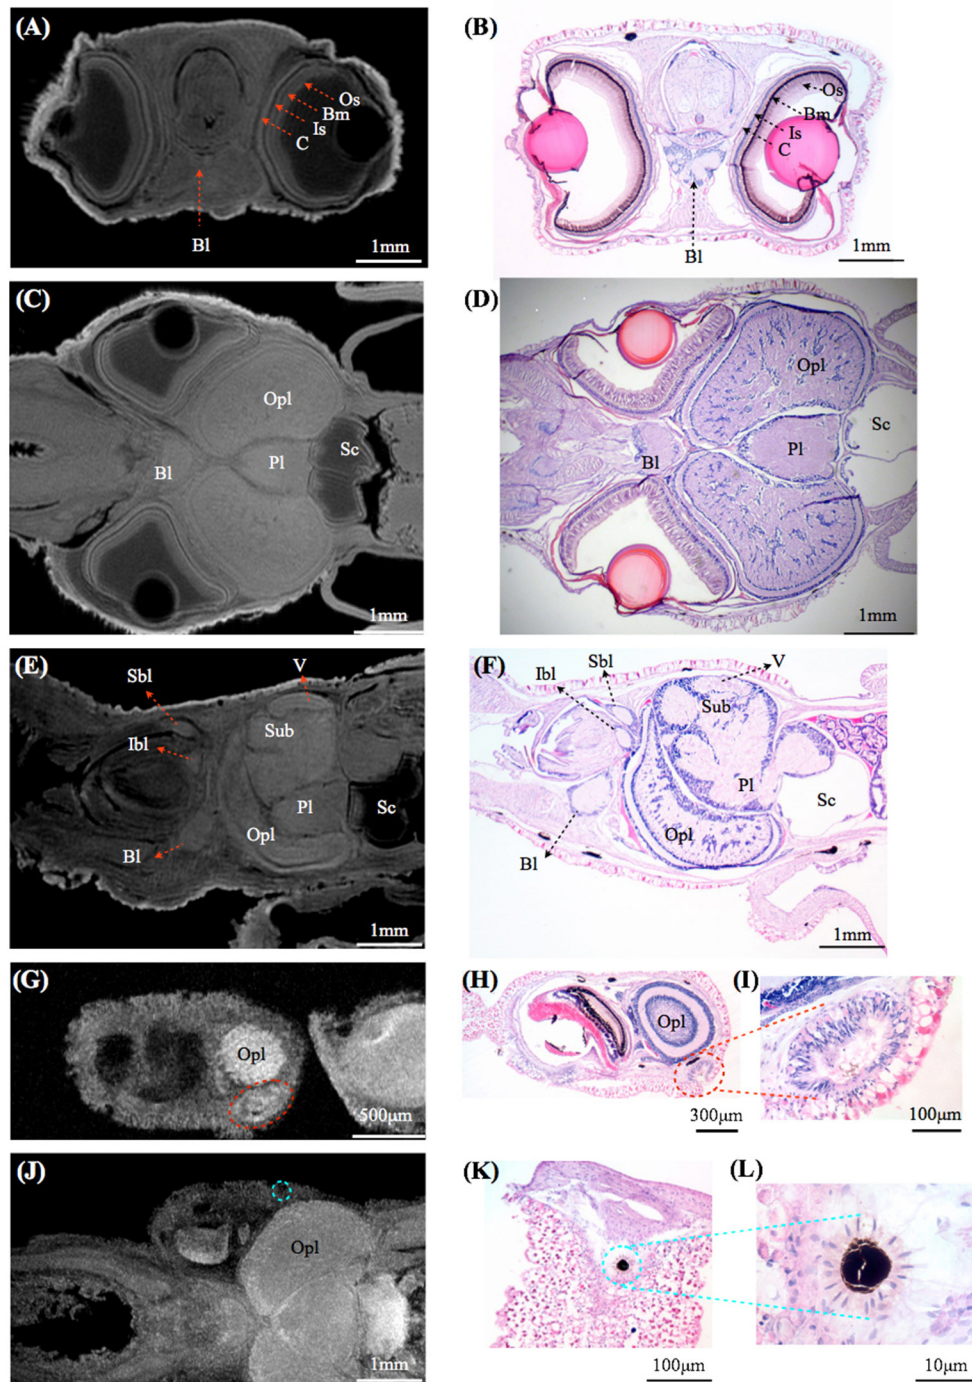 (A)
Os
Bm
Is
C
Bl
1mm
(B)
Os
Bm
Is
C
Bl
1mm
(C)
Opl
Sc
Pl
Bl
1mm
(D)
Opl
Sc
Pl
Bl
1mm
(E)
Sbl
V
Sub
Ibl
Pl
Sc
Opl
Bl
1mm
(F)
Sbl
V
Ibl
Sub
Pl
Sc
Opl
Bl
1mm
(G)
Opl
500μm
(H)
Opl
300μm
(I)
100μm
(J)
Opl
1mm
(K)
100μm
(L)
10μm